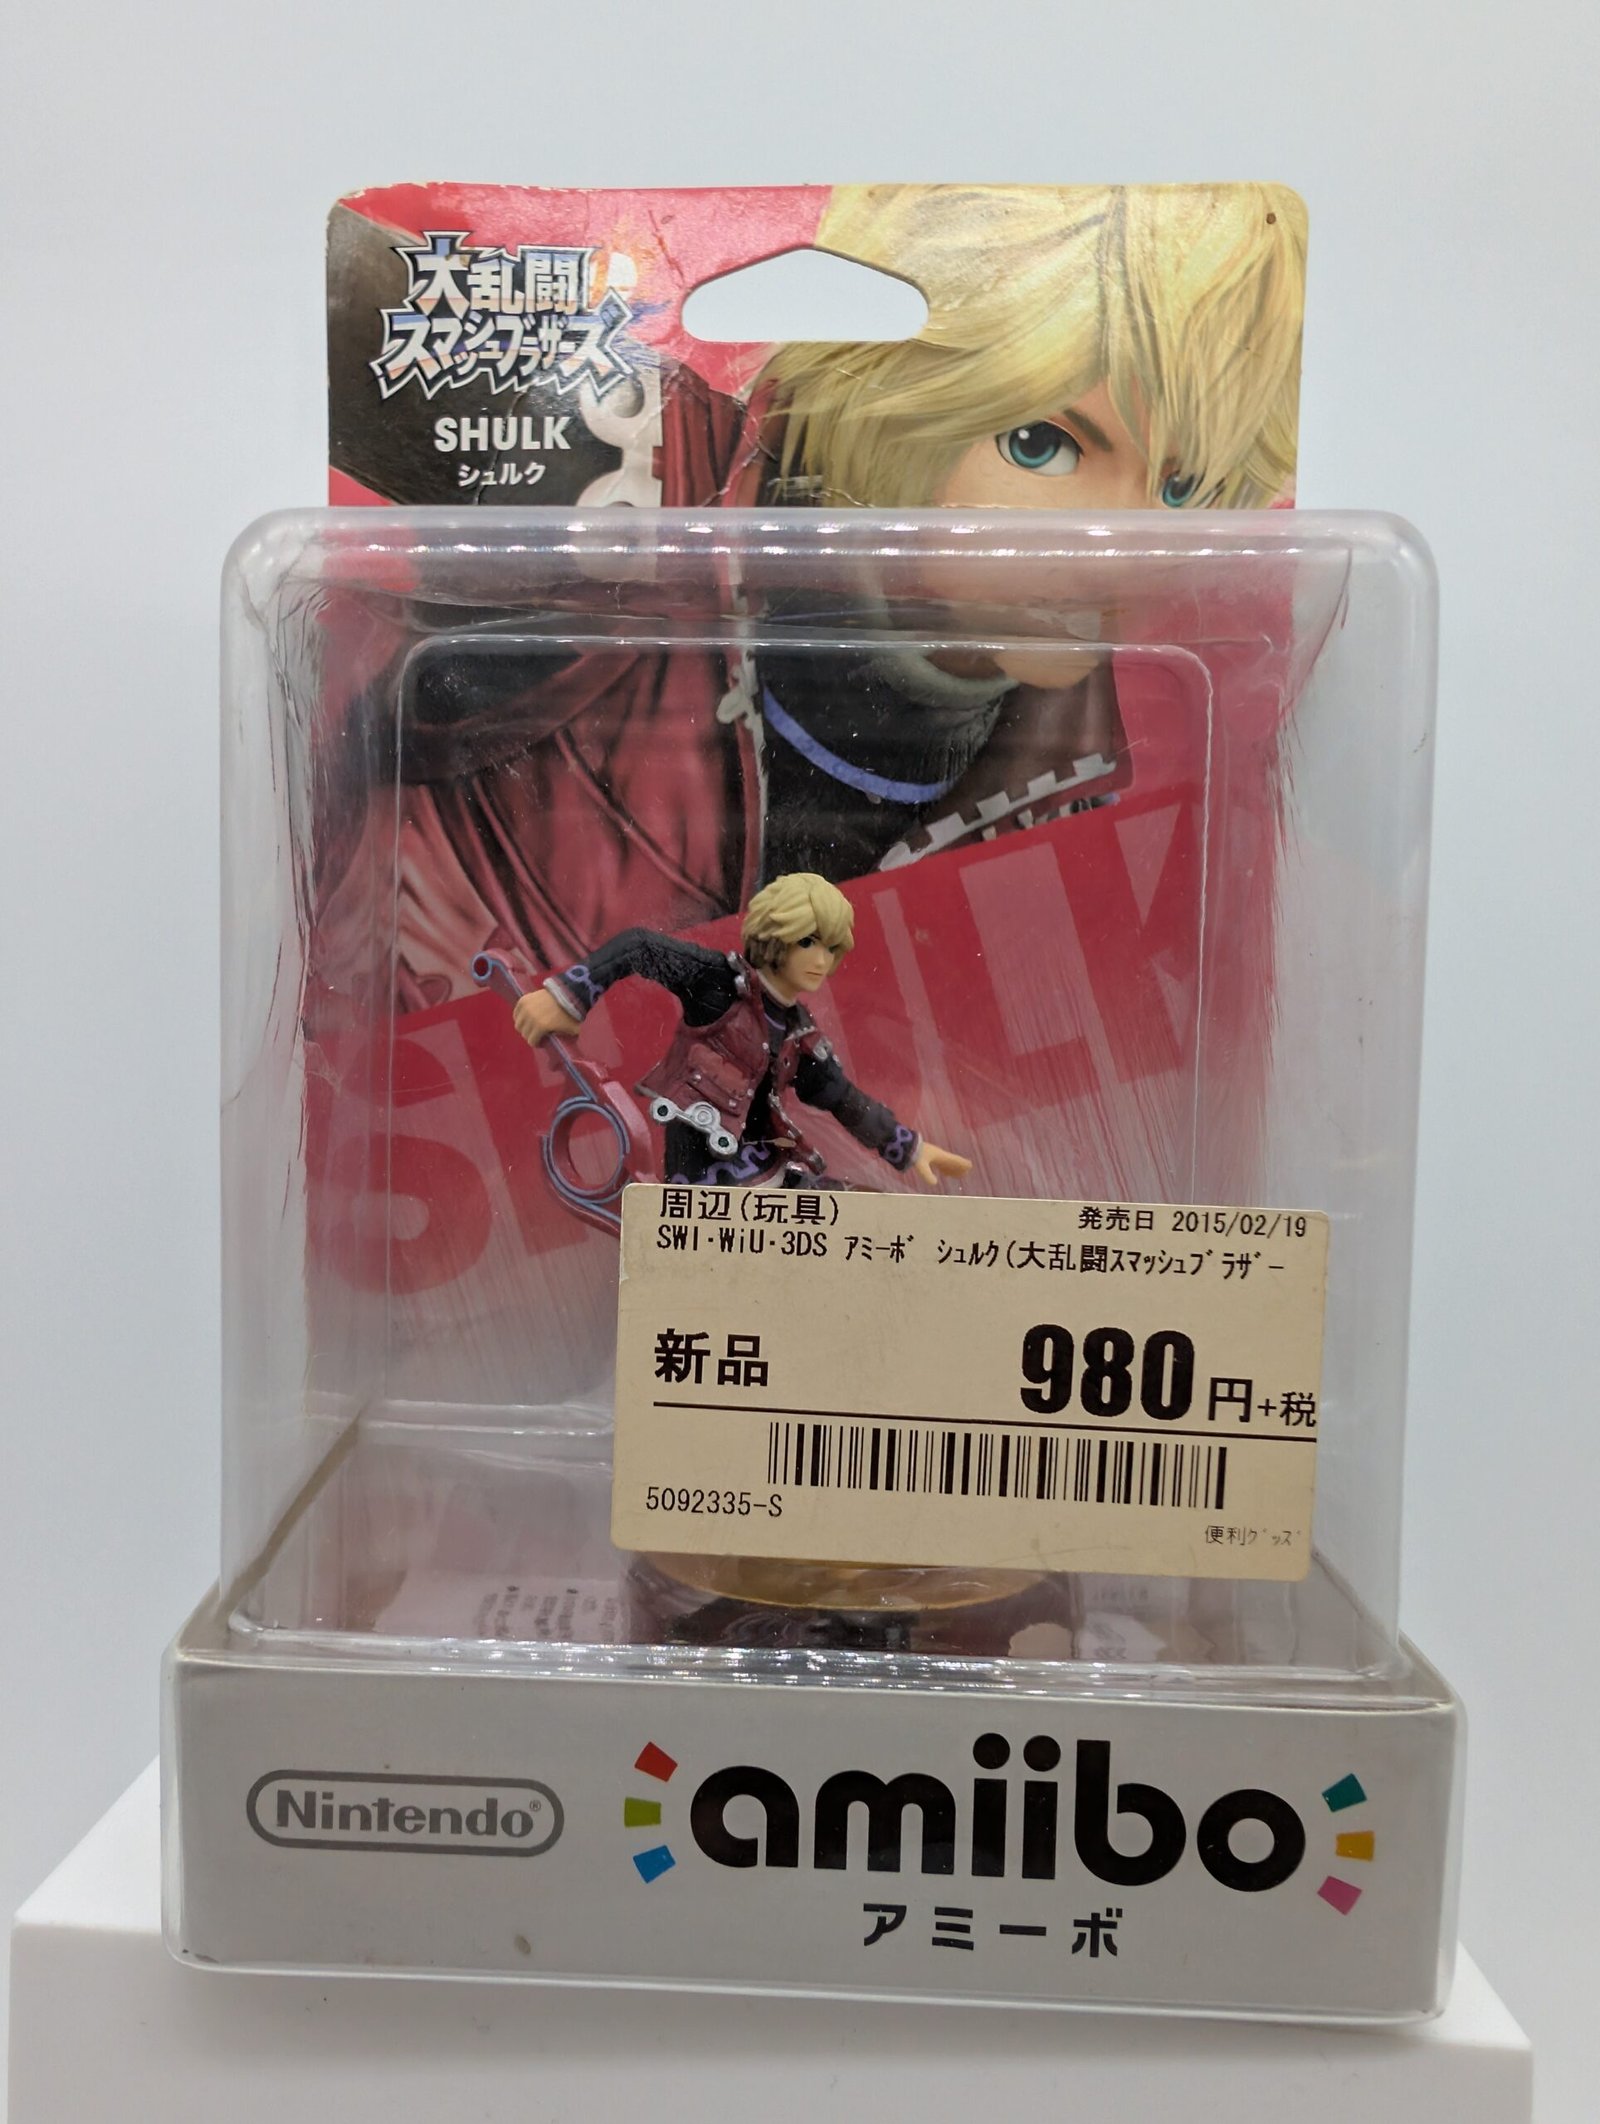 大乱闘
スマッシュブラザーズ
SHULK
シュルク
SHULK
周辺(玩具)
発売日 2015/02/19
SWI・WiU・3DS ｱﾐｰﾎﾞ ｼｭﾙｸ(大乱闘ｽﾏｯｼｭﾌﾞﾗｻﾞｰ
新品 980円+税
5092335-S
便利ｸﾞｯｽﾞ
Nintendo®
amiibo
アミーボ